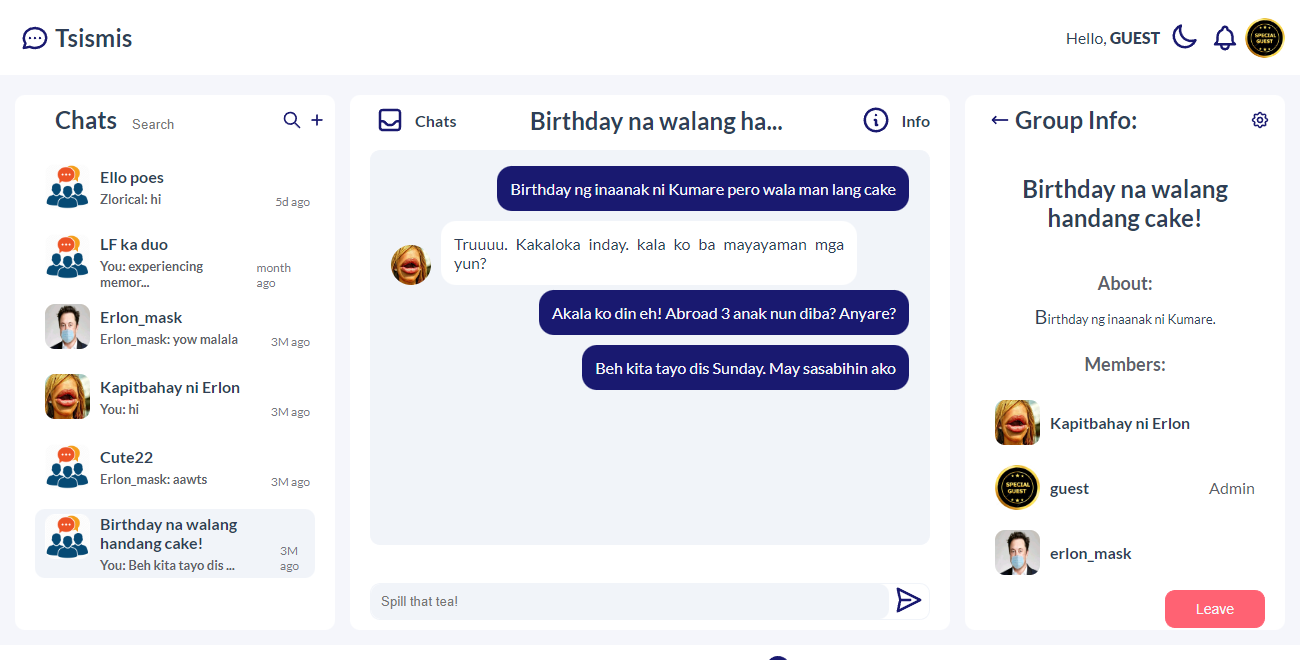 Tsismis
Hello, GUEST
SPECIAL
GUEST
Chats
Search
Ello poes
Zlorical: hi
5d ago
LF ka duo
You: experiencing
memor...
month
ago
Erlon_mask
Erlon_mask: yow malala
3M ago
Kapitbahay ni Erlon
You: hi
3M ago
Cute22
Erlon_mask: aawts
3M ago
Birthday na walang
handang cake!
You: Beh kita tayo dis ...
3M
ago
Chats
Birthday na walang ha...
Info
Birthday ng inaanak ni Kumare pero wala man lang cake
Truuuu. Kakaloka inday. kala ko ba mayayaman mga
yun?
Akala ko din eh! Abroad 3 anak nun diba? Anyare?
Beh kita tayo dis Sunday. May sasabihin ako
Spill that tea!
Group Info:
Birthday na walang
handang cake!
About:
Birthday ng inaanak ni Kumare.
Members:
Kapitbahay ni Erlon
SPECIAL
GUEST
guest
Admin
erlon_mask
Leave